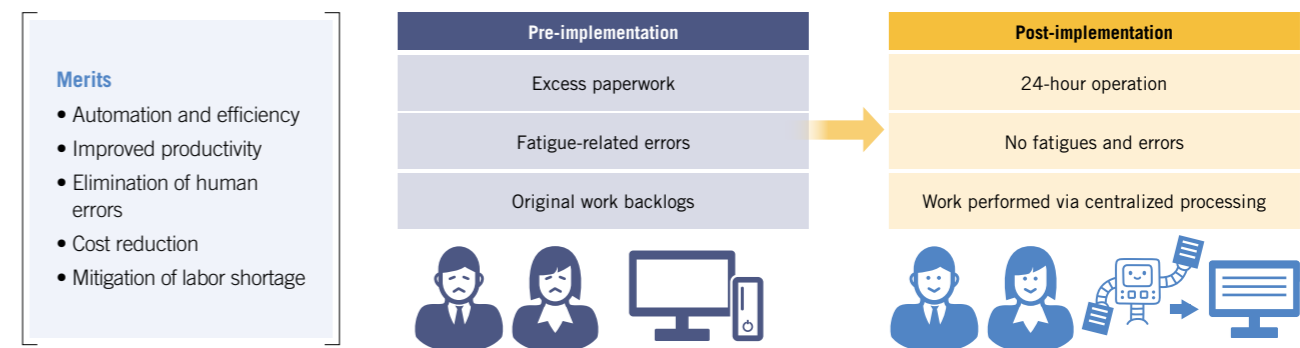 Merits
• Automation and efficiency
• Improved productivity
• Elimination of human
errors
• Cost reduction
• Mitigation of labor shortage
Pre-implementation
Excess paperwork
Fatigue-related errors
Original work backlogs
Post-implementation
24-hour operation
No fatigues and errors
Work performed via centralized processing